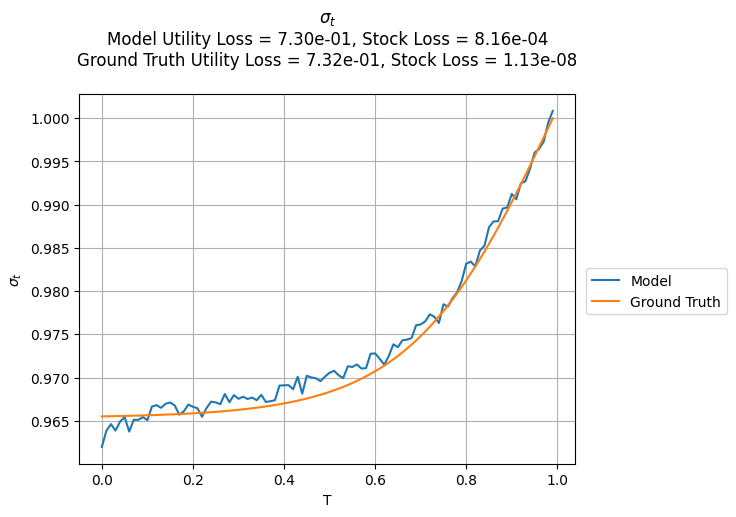 σₜ
Model Utility Loss = 7.30e-01, Stock Loss = 8.16e-04
Ground Truth Utility Loss = 7.32e-01, Stock Loss = 1.13e-08
1.000
0.995
0.990
0.985
0.980
0.975
0.970
0.965
σₜ
0.0 0.2 0.4 0.6 0.8 1.0
T
Model
Ground Truth